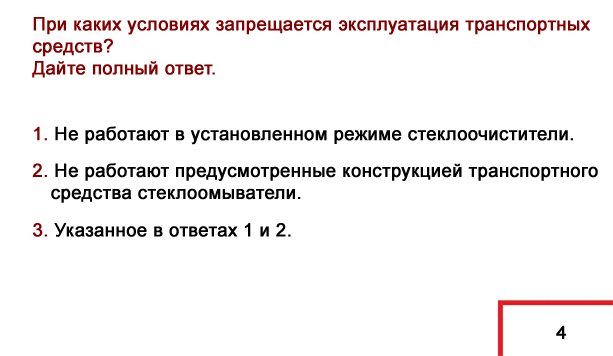 При каких условиях запрещается эксплуатация транспортных
средств?
Дайте полный ответ.
1. Не работают в установленном режиме стеклоочистители.
2. Не работают предусмотренные конструкцией транспортного
средства стеклоомыватели.
3. Указанное в ответах 1 и 2.
4